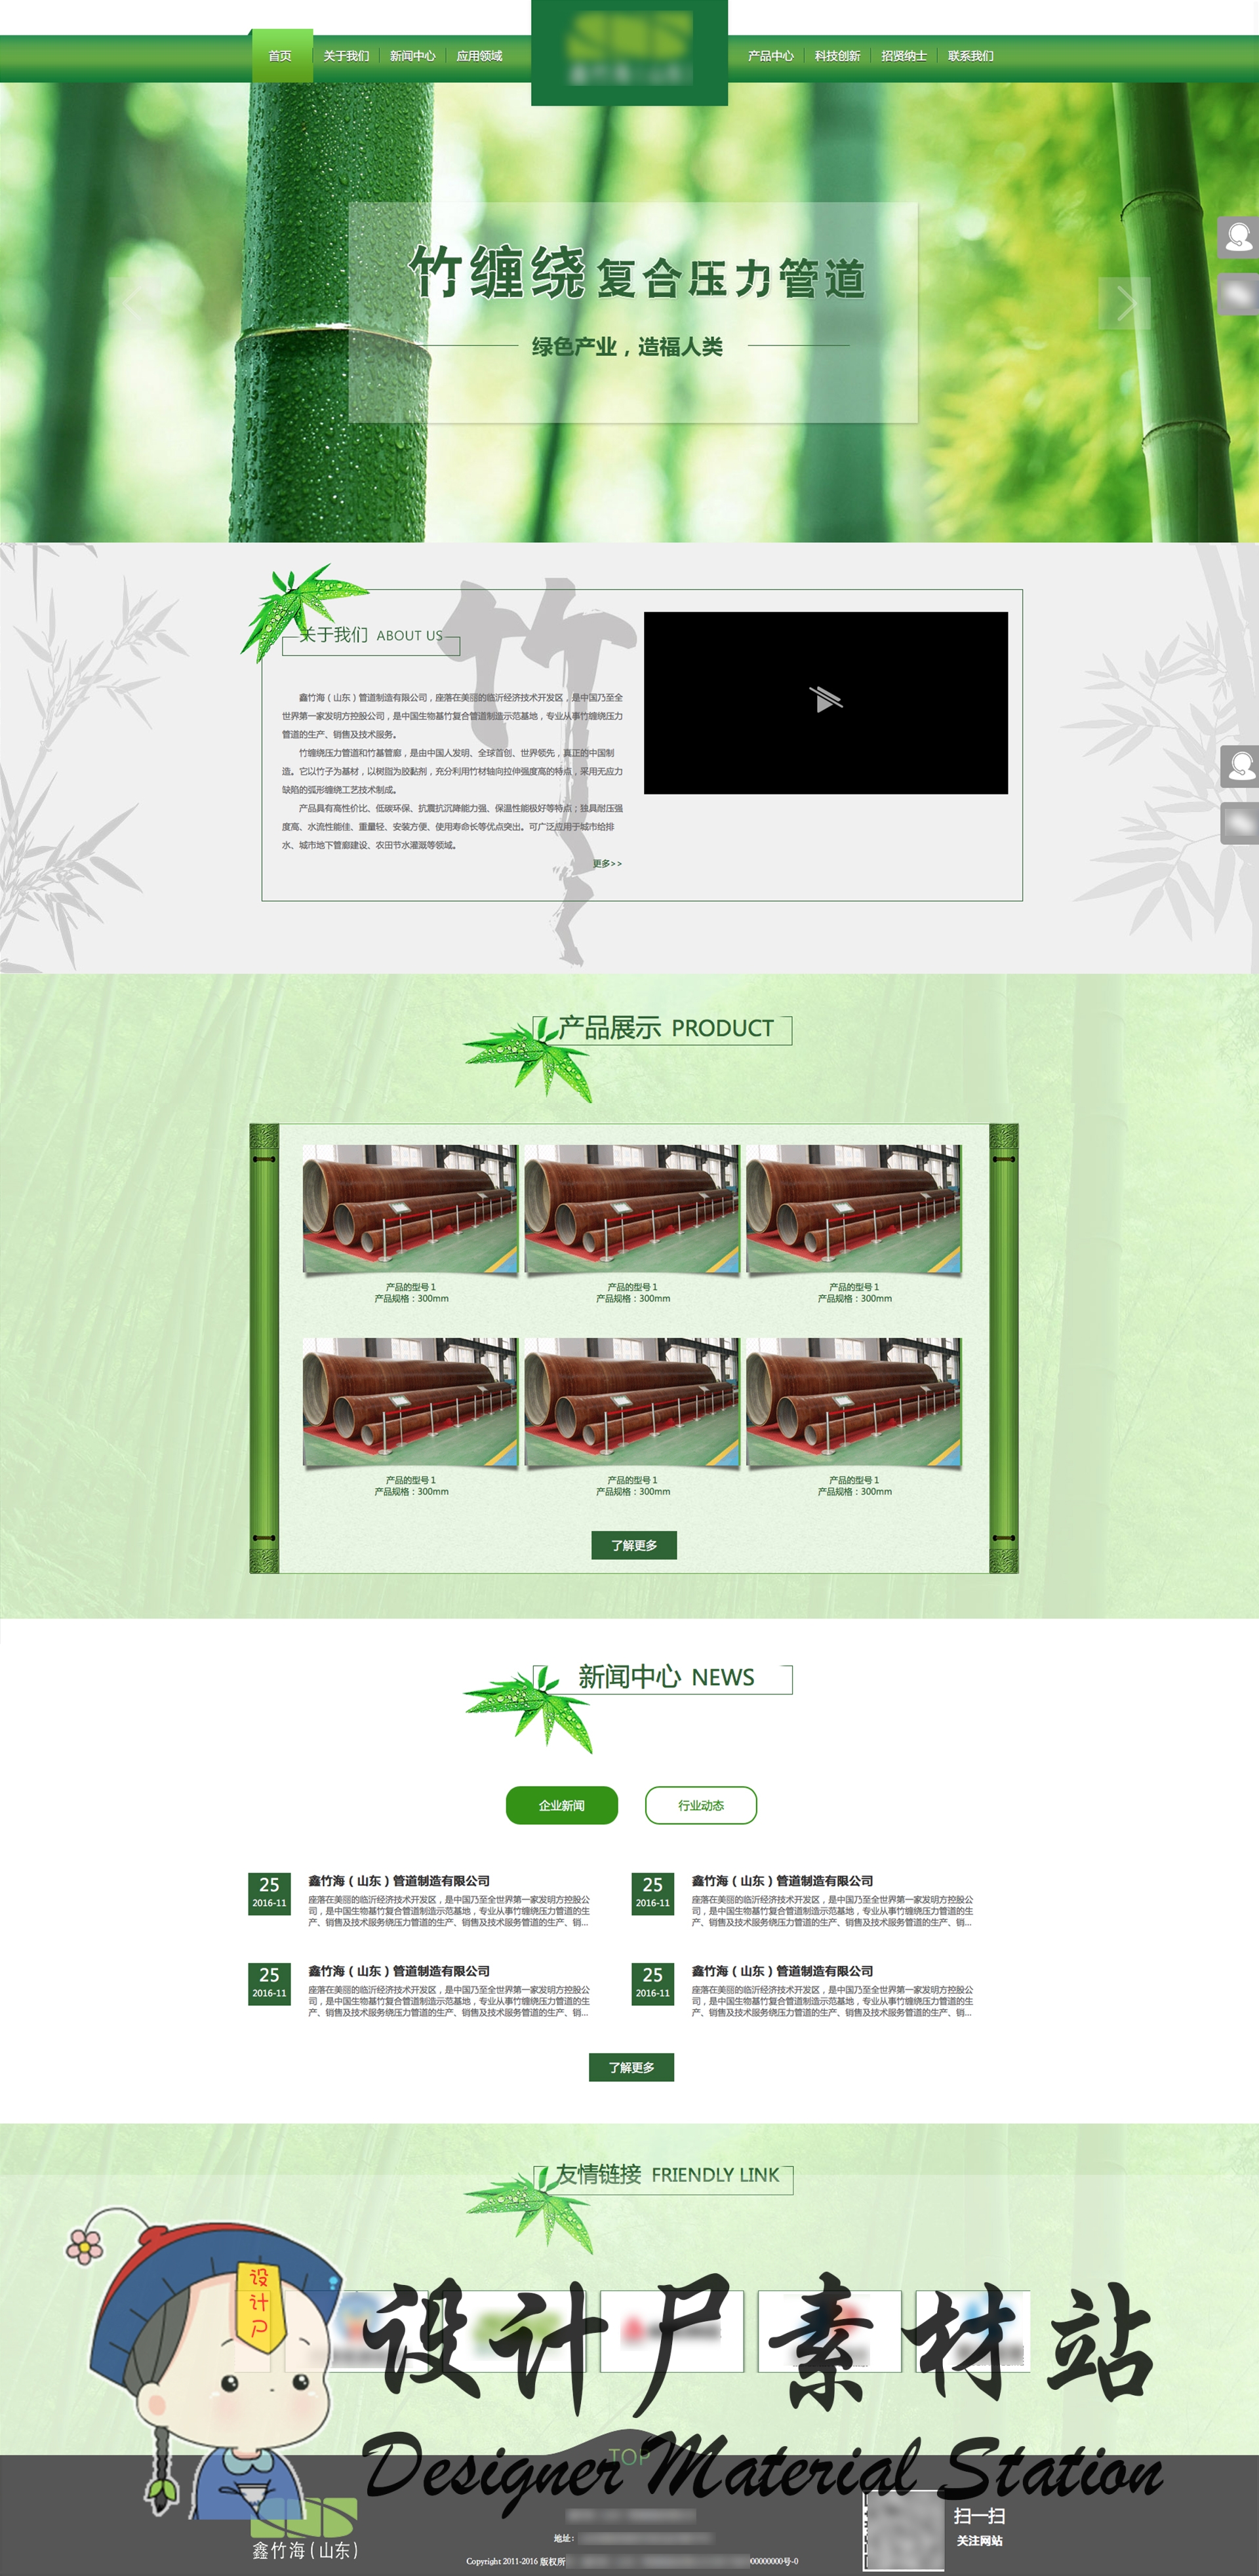 首页 关于我们 新闻中心 应用领域 产品中心 科技创新 招贤纳士 联系我们
竹缠绕复合压力管道
绿色产业，造福人类
竹
关于我们 ABOUT US
鑫竹海（山东）管道制造有限公司，座落在美丽的临沂经济技术开发区，是中国乃至全
世界第一家发明方控股公司，是中国生物基竹复合管道制造示范基地，专业从事竹缠绕压力
管道的生产、销售及技术服务。
竹缠绕压力管道和竹基管廊，是由中国人发明、全球首创、世界领先，真正的中国制
造。它以竹子为基材，以树脂为胶黏剂，充分利用竹材轴向拉伸强度高的特点，采用无应力
缺陷的弧形缠绕工艺技术制成。
产品具有高性价比、低碳环保、抗震抗沉降能力强、保温性能极好等特点；独具耐压强
度高、水流性能佳、重量轻、安装方便、使用寿命长等优点突出。可广泛应用于城市给排
水、城市地下管廊建设、农田节水灌溉等领域。
更多>>
产品展示 PRODUCT
产品的型号 1 产品的型号 1 产品的型号 1
产品规格：300mm 产品规格：300mm 产品规格：300mm
产品的型号 1 产品的型号 1 产品的型号 1
产品规格：300mm 产品规格：300mm 产品规格：300mm
了解更多
新闻中心 NEWS
企业新闻 行业动态
25
2016-11
鑫竹海（山东）管道制造有限公司
座落在美丽的临沂经济技术开发区，是中国乃至全世界第一家发明方控股公
司，是中国生物基竹复合管道制造示范基地，专业从事竹缠绕压力管道的生
产、销售及技术服务绕压力管道的生产、销售及技术服务管道的生产、销...
25
2016-11
鑫竹海（山东）管道制造有限公司
座落在美丽的临沂经济技术开发区，是中国乃至全世界第一家发明方控股公
司，是中国生物基竹复合管道制造示范基地，专业从事竹缠绕压力管道的生
产、销售及技术服务绕压力管道的生产、销售及技术服务管道的生产、销...
25
2016-11
鑫竹海（山东）管道制造有限公司
座落在美丽的临沂经济技术开发区，是中国乃至全世界第一家发明方控股公
司，是中国生物基竹复合管道制造示范基地，专业从事竹缠绕压力管道的生
产、销售及技术服务绕压力管道的生产、销售及技术服务管道的生产、销...
25
2016-11
鑫竹海（山东）管道制造有限公司
座落在美丽的临沂经济技术开发区，是中国乃至全世界第一家发明方控股公
司，是中国生物基竹复合管道制造示范基地，专业从事竹缠绕压力管道的生
产、销售及技术服务绕压力管道的生产、销售及技术服务管道的生产、销...
了解更多
友情链接 FRIENDLY LINK
设计尸
设计尸素材站
TOP
Designer Material Station
鑫竹海(山东)
地址：
Copyright 2011-2016 版权所 00000000号-0
扫一扫
关注网站